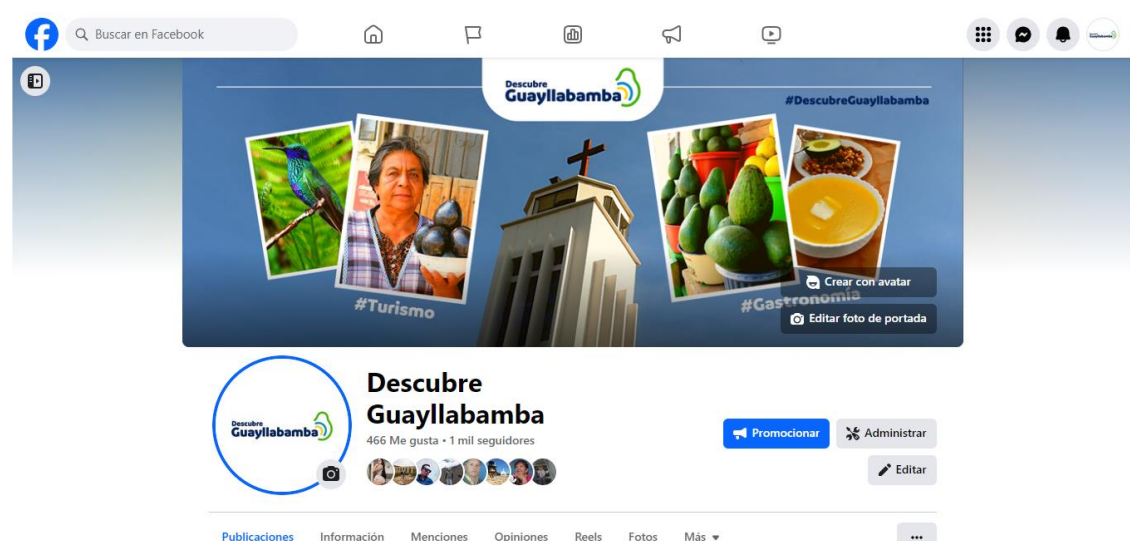 Buscar en Facebook
Descubre
Guayllabamba
#DescubreGuayllabamba
#Turismo
#Gastronomía
Crear con avatar
Editar foto de portada
Descubre
Guayllabamba
Descubre
Guayllabamba
466 Me gusta • 1 mil seguidores
Promocionar
Administrar
Editar
Publicaciones
Información
Menciones
Opiniones
Reels
Fotos
Más